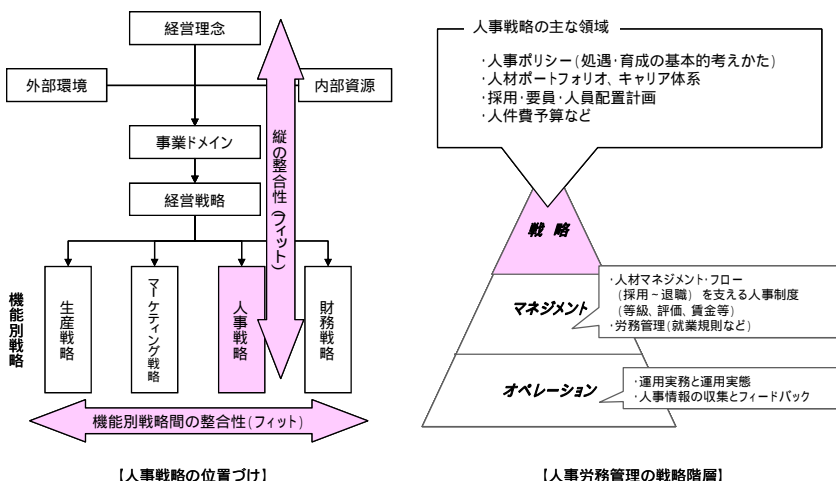 経営理念
外部環境
内部資源
事業ドメイン
経営戦略
縦の整合性(フィット)
機能別戦略
生産戦略
マーケティング戦略
人事戦略
財務戦略
機能別戦略間の整合性(フィット)
【人事戦略の位置づけ】
人事戦略の主な領域
・人事ポリシー(処遇・育成の基本的考えかた)
・人材ポートフォリオ、キャリア体系
・採用・要員・人員配置計画
・人件費予算など
戦 略
マネジメント
・人材マネジメント・フロー
(採用~退職) を支える人事制度
(等級、評価、賃金等)
・労務管理(就業規則など)
オペレーション
・運用実務と運用実態
・人事情報の収集とフィードバック
【人事労務管理の戦略階層】